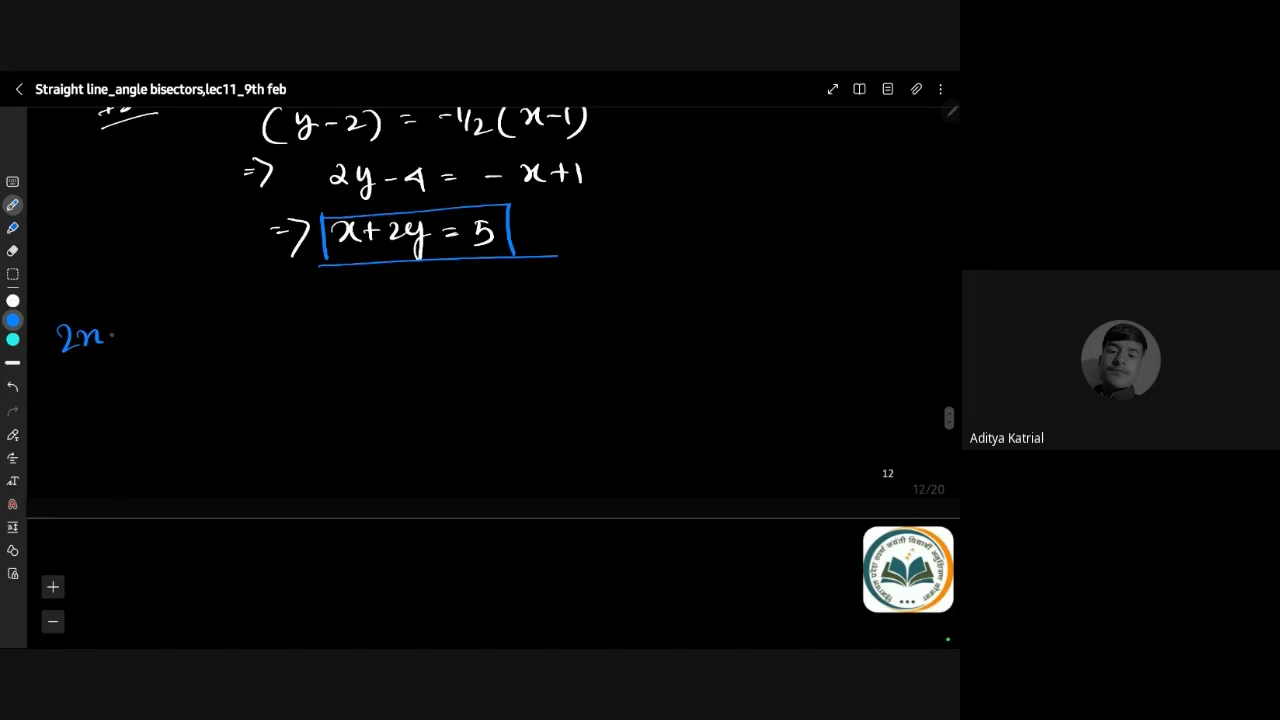 Straight line_angle bisectors,lec11_9th feb
(y-2) = -1/2 (x-1)
=> 2y-4 = - x+1
=> x+2y = 5
2x
Aditya Katrial
12
12/20